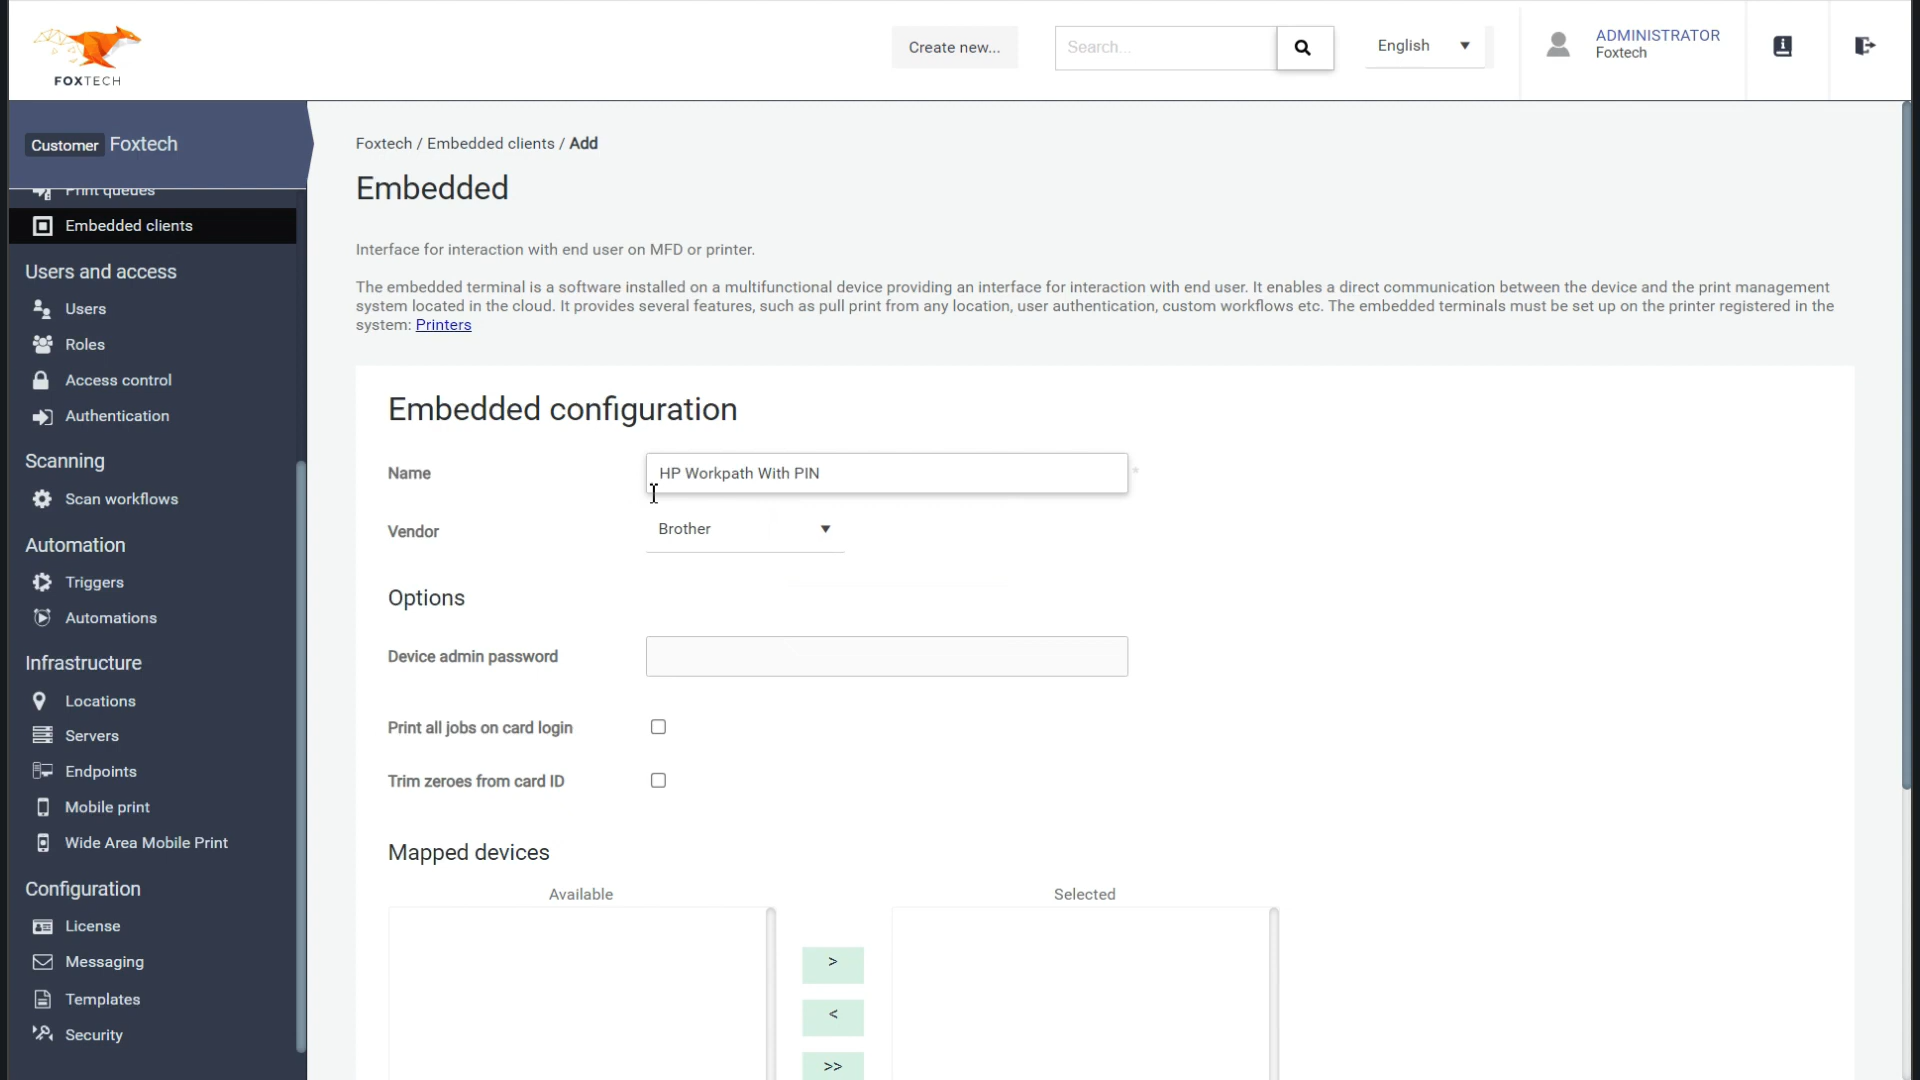 FOXTECH
Create new...
Search...
English
ADMINISTRATOR
Foxtech
Customer Foxtech
Print queues
Embedded clients
Users and access
Users
Roles
Access control
Authentication
Scanning
Scan workflows
Automation
Triggers
Automations
Infrastructure
Locations
Servers
Endpoints
Mobile print
Wide Area Mobile Print
Configuration
License
Messaging
Templates
Security
Foxtech / Embedded clients / Add
Embedded
Interface for interaction with end user on MFD or printer.
The embedded terminal is a software installed on a multifunctional device providing an interface for interaction with end user. It enables a direct communication between the device and the print management
system located in the cloud. It provides several features, such as pull print from any location, user authentication, custom workflows etc. The embedded terminals must be set up on the printer registered in the
system: Printers
Embedded configuration
Name
HP Workpath With PIN
*
Vendor
Brother
Options
Device admin password
Print all jobs on card login
Trim zeroes from card ID
Mapped devices
Available
Selected
>
<
>>